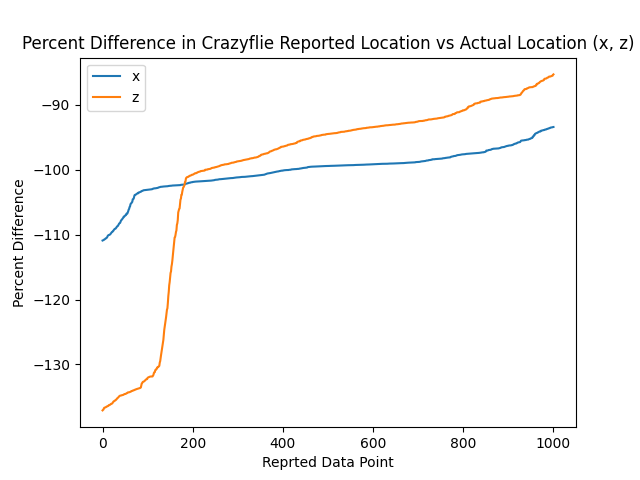 Percent Difference in Crazyflie Reported Location vs Actual Location (x, z)
x
z
−90
−100
−110
−120
−130
Percent Difference
0
200
400
600
800
1000
Reprted Data Point